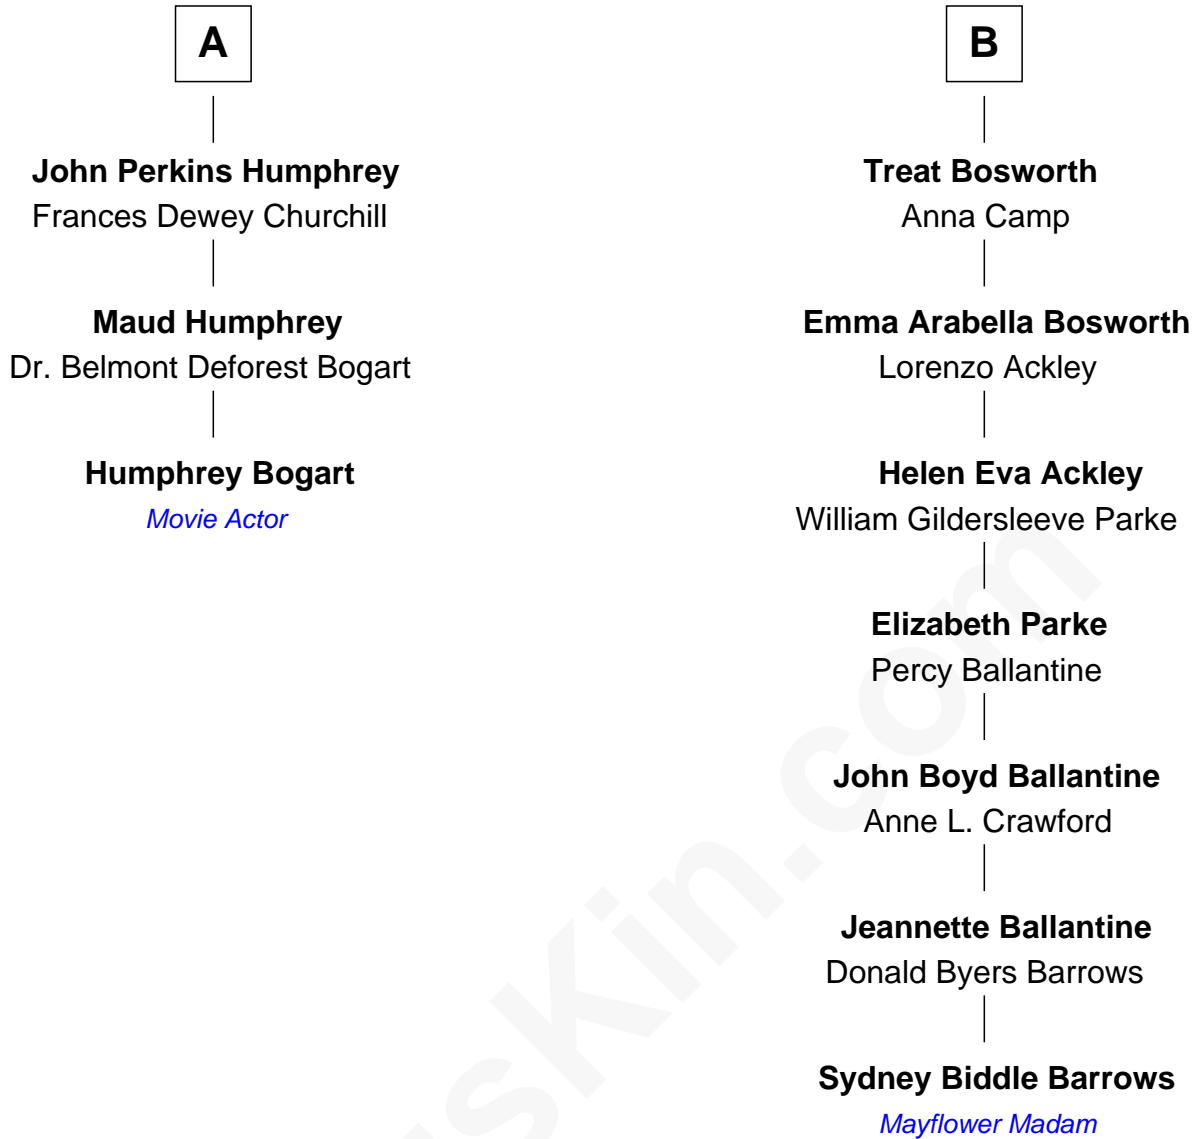 A
John Perkins Humphrey
Frances Dewey Churchill
Maud Humphrey
Dr. Belmont Deforest Bogart
Humphrey Bogart
Movie Actor
B
Treat Bosworth
Anna Camp
Emma Arabella Bosworth
Lorenzo Ackley
Helen Eva Ackley
William Gildersleeve Parke
Elizabeth Parke
Percy Ballantine
John Boyd Ballantine
Anne L. Crawford
Jeannette Ballantine
Donald Byers Barrows
Sydney Biddle Barrows
Mayflower Madam
sKin.com